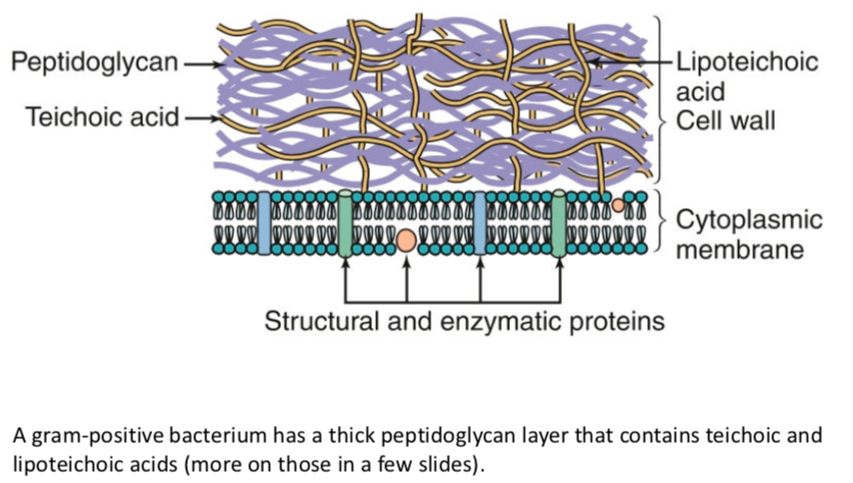 Peptidoglycan
Teichoic acid
Lipoteichoic
acid
Cell wall
Cytoplasmic
membrane
Structural and enzymatic proteins
A gram-positive bacterium has a thick peptidoglycan layer that contains teichoic and
lipoteichoic acids (more on those in a few slides).